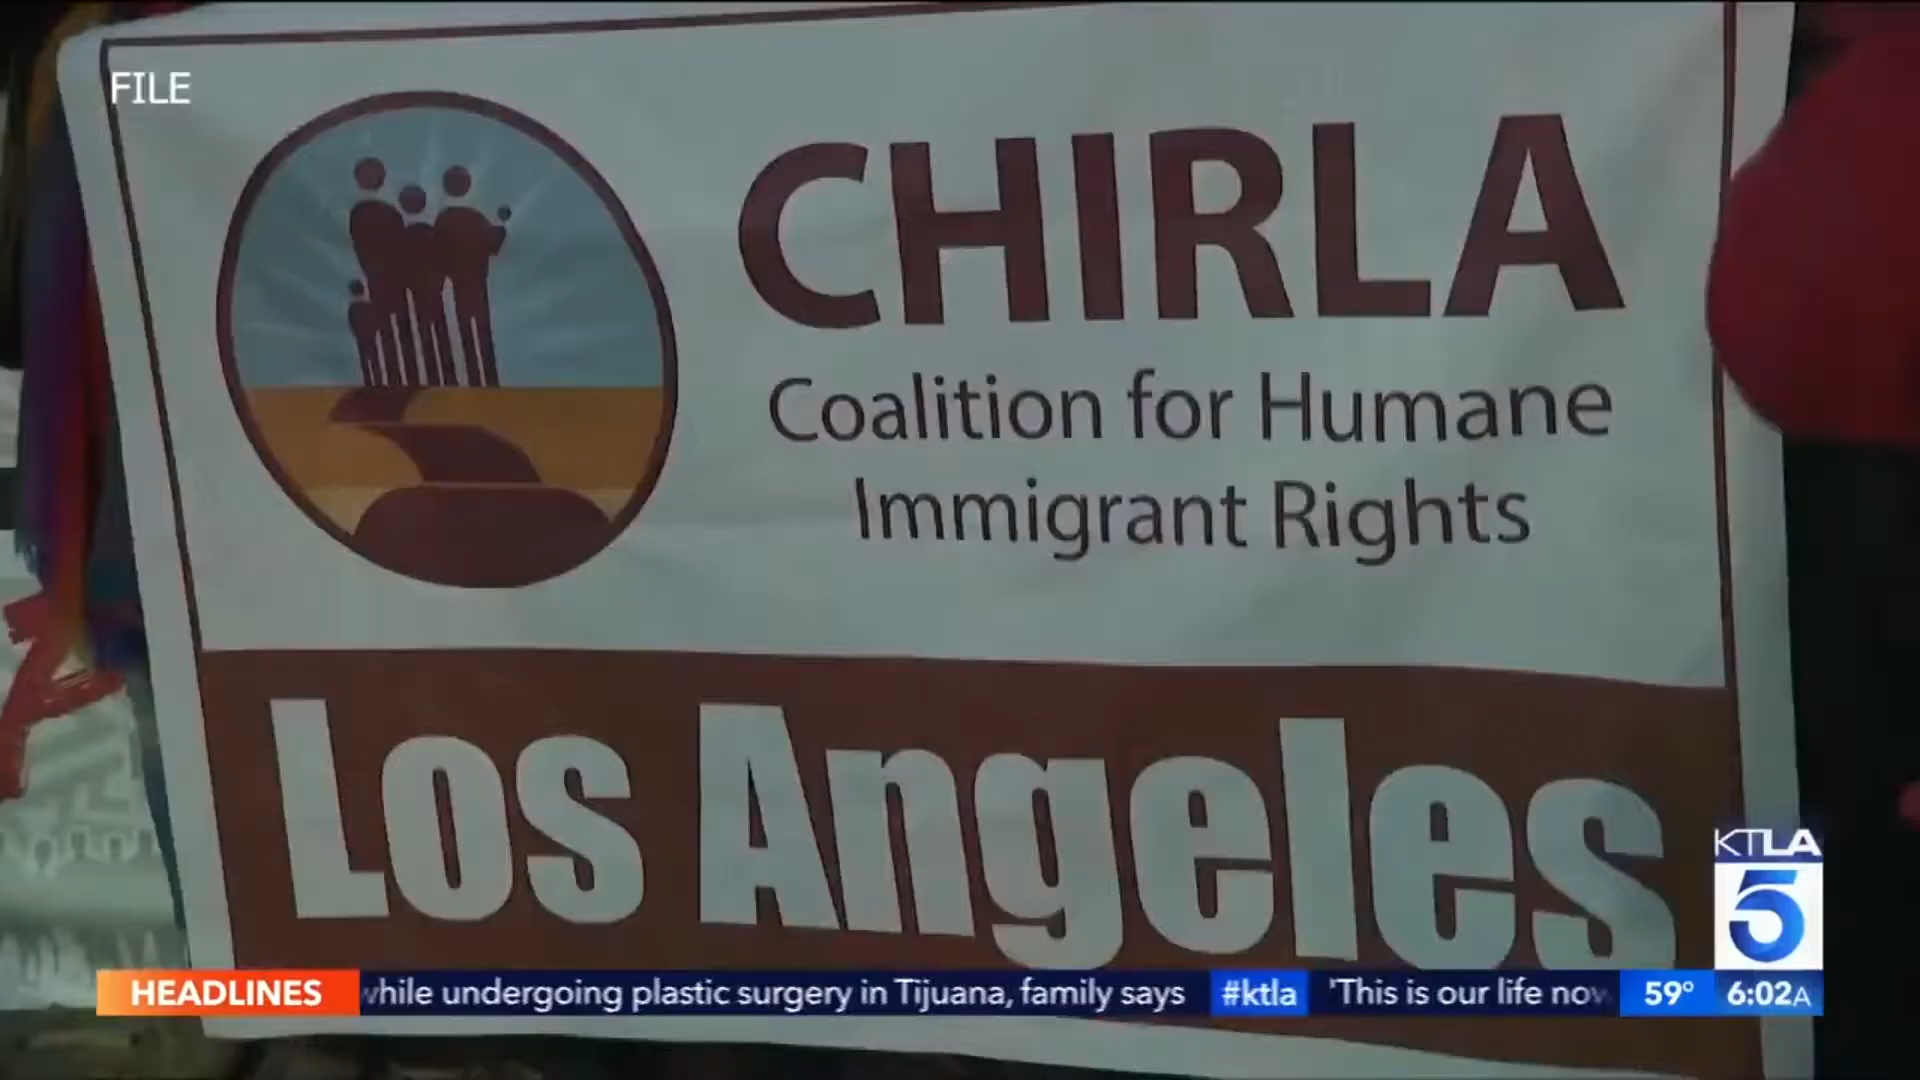 FILE
CHIRLA
Coalition for Humane
Immigrant Rights
Los Angeles
KTLA
5
HEADLINES while undergoing plastic surgery in Tijuana, family says #ktla 'This is our life now 59° 6:02A